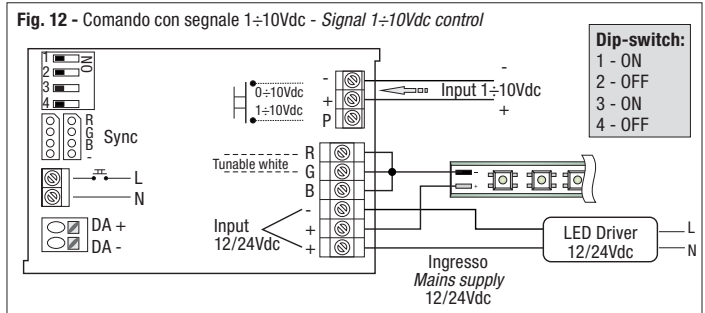 Fig. 12 - Comando con segnale 1÷10Vdc - Signal 1÷10Vdc control
Dip-switch:
1 - ON
2 - OFF
3 - ON
4 - OFF
1
2
3
4
ON
0÷10Vdc
1÷10Vdc
-
+
P
-
Input 1÷10Vdc
+
R
G
B
-
Sync
L
N
DA +
DA -
Tunable white
R
G
B
-
+
+
Input
12/24Vdc
-
+
LED Driver
12/24Vdc
L
N
Ingresso
Mains supply
12/24Vdc